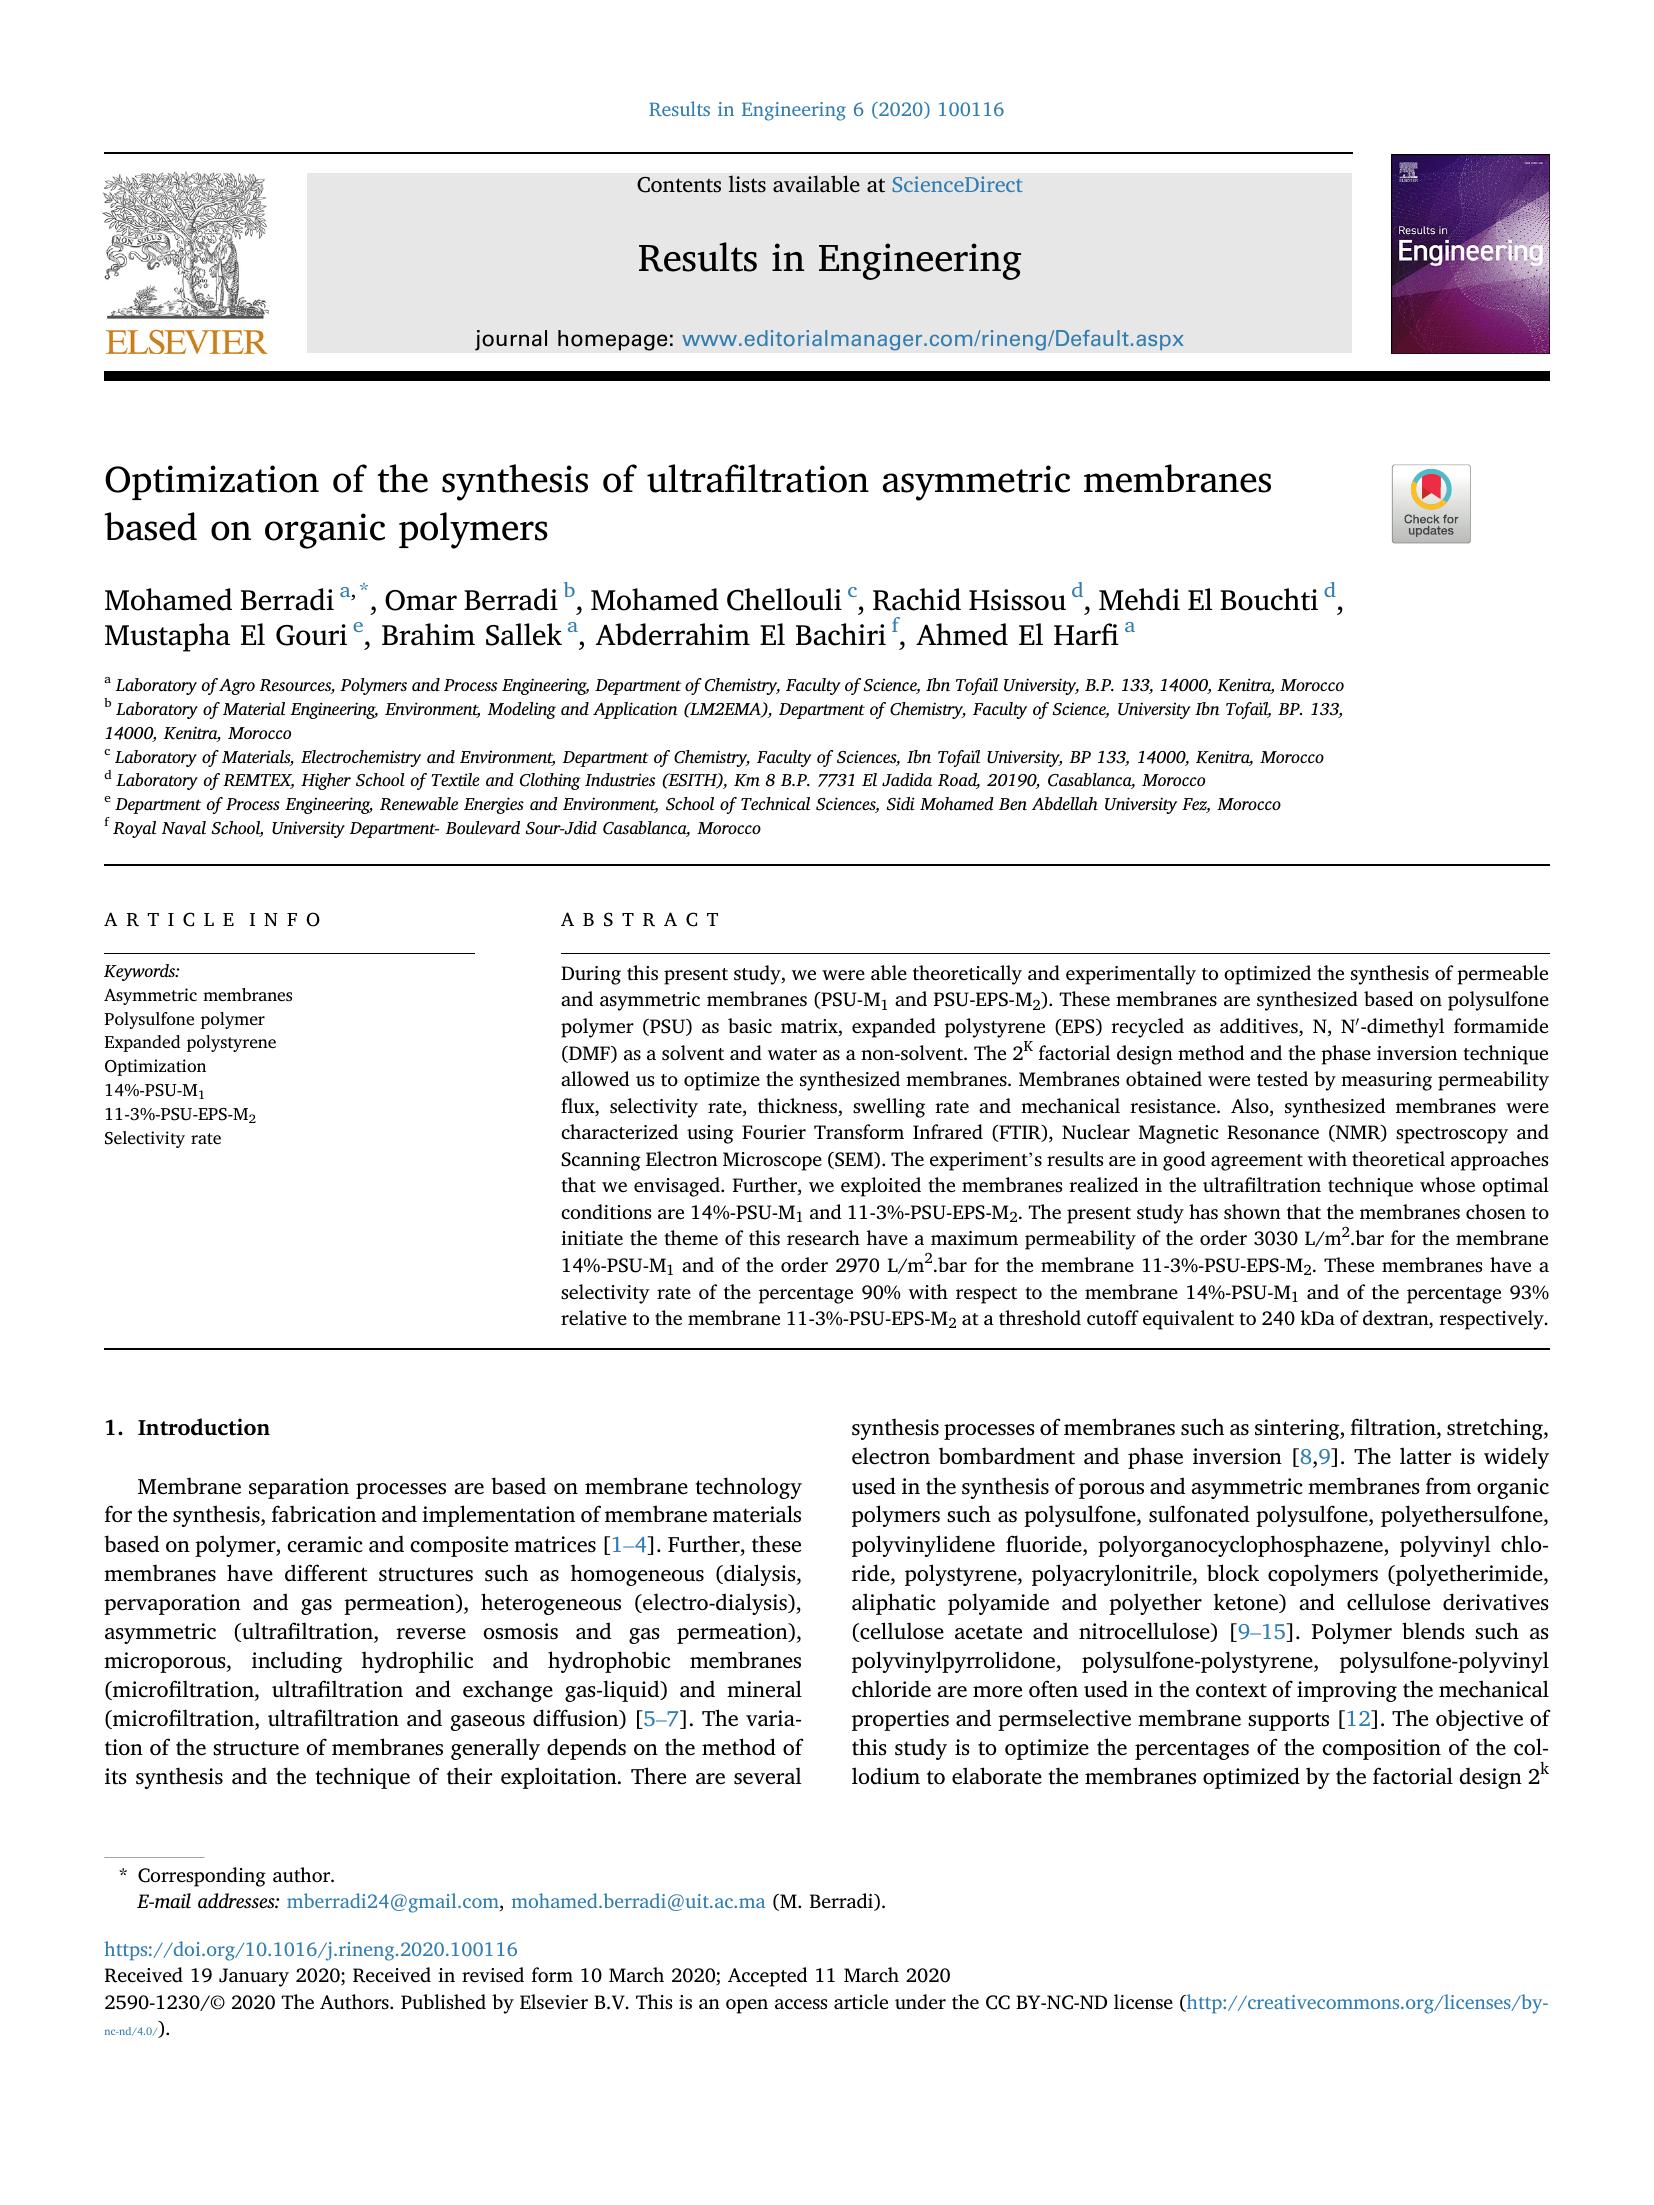 Results in Engineering 6 (2020) 100116
Contents lists available at ScienceDirect
Results in Engineering
journal homepage: www.editorialmanager.com/rineng/Default.aspx
NON SOLUS
ELSEVIER
ELSEVIER
Results in
Engineering
Optimization of the synthesis of ultrafiltration asymmetric membranes
based on organic polymers
Check for
updates
Mohamed Berradi a,*, Omar Berradi b, Mohamed Chellouli c, Rachid Hsissou d, Mehdi El Bouchti d,
Mustapha El Gouri e, Brahim Sallek a, Abderrahim El Bachiri f, Ahmed El Harfi a
a Laboratory of Agro Resources, Polymers and Process Engineering, Department of Chemistry, Faculty of Science, Ibn Tofaïl University, B.P. 133, 14000, Kenitra, Morocco
b Laboratory of Material Engineering, Environment, Modeling and Application (LM2EMA), Department of Chemistry, Faculty of Science, University Ibn Tofaïl, BP. 133,
14000, Kenitra, Morocco
c Laboratory of Materials, Electrochemistry and Environment, Department of Chemistry, Faculty of Sciences, Ibn Tofaïl University, BP 133, 14000, Kenitra, Morocco
d Laboratory of REMTEX, Higher School of Textile and Clothing Industries (ESITH), Km 8 B.P. 7731 El Jadida Road, 20190, Casablanca, Morocco
e Department of Process Engineering, Renewable Energies and Environment, School of Technical Sciences, Sidi Mohamed Ben Abdellah University Fez, Morocco
f Royal Naval School, University Department- Boulevard Sour-Jdid Casablanca, Morocco
ARTICLE INFO
Keywords:
Asymmetric membranes
Polysulfone polymer
Expanded polystyrene
Optimization
14%-PSU-M1
11-3%-PSU-EPS-M2
Selectivity rate
ABSTRACT
During this present study, we were able theoretically and experimentally to optimized the synthesis of permeable
and asymmetric membranes (PSU-M1 and PSU-EPS-M2). These membranes are synthesized based on polysulfone
polymer (PSU) as basic matrix, expanded polystyrene (EPS) recycled as additives, N, N′-dimethyl formamide
(DMF) as a solvent and water as a non-solvent. The 2K factorial design method and the phase inversion technique
allowed us to optimize the synthesized membranes. Membranes obtained were tested by measuring permeability
flux, selectivity rate, thickness, swelling rate and mechanical resistance. Also, synthesized membranes were
characterized using Fourier Transform Infrared (FTIR), Nuclear Magnetic Resonance (NMR) spectroscopy and
Scanning Electron Microscope (SEM). The experiment's results are in good agreement with theoretical approaches
that we envisaged. Further, we exploited the membranes realized in the ultrafiltration technique whose optimal
conditions are 14%-PSU-M1 and 11-3%-PSU-EPS-M2. The present study has shown that the membranes chosen to
initiate the theme of this research have a maximum permeability of the order 3030 L/m2.bar for the membrane
14%-PSU-M1 and of the order 2970 L/m2.bar for the membrane 11-3%-PSU-EPS-M2. These membranes have a
selectivity rate of the percentage 90% with respect to the membrane 14%-PSU-M1 and of the percentage 93%
relative to the membrane 11-3%-PSU-EPS-M2 at a threshold cutoff equivalent to 240 kDa of dextran, respectively.
1. Introduction
Membrane separation processes are based on membrane technology
for the synthesis, fabrication and implementation of membrane materials
based on polymer, ceramic and composite matrices [1–4]. Further, these
membranes have different structures such as homogeneous (dialysis,
pervaporation and gas permeation), heterogeneous (electro-dialysis),
asymmetric (ultrafiltration, reverse osmosis and gas permeation),
microporous, including hydrophilic and hydrophobic membranes
(microfiltration, ultrafiltration and exchange gas-liquid) and mineral
(microfiltration, ultrafiltration and gaseous diffusion) [5–7]. The varia-
tion of the structure of membranes generally depends on the method of
its synthesis and the technique of their exploitation. There are several
synthesis processes of membranes such as sintering, filtration, stretching,
electron bombardment and phase inversion [8,9]. The latter is widely
used in the synthesis of porous and asymmetric membranes from organic
polymers such as polysulfone, sulfonated polysulfone, polyethersulfone,
polyvinylidene fluoride, polyorganocyclophosphazene, polyvinyl chlo-
ride, polystyrene, polyacrylonitrile, block copolymers (polyetherimide,
aliphatic polyamide and polyether ketone) and cellulose derivatives
(cellulose acetate and nitrocellulose) [9–15]. Polymer blends such as
polyvinylpyrrolidone, polysulfone-polystyrene, polysulfone-polyvinyl
chloride are more often used in the context of improving the mechanical
properties and permselective membrane supports [12]. The objective of
this study is to optimize the percentages of the composition of the col-
lodium to elaborate the membranes optimized by the factorial design 2k
* Corresponding author.
E-mail addresses: mberradi24@gmail.com, mohamed.berradi@uit.ac.ma (M. Berradi).
https://doi.org/10.1016/j.rineng.2020.100116
Received 19 January 2020; Received in revised form 10 March 2020; Accepted 11 March 2020
2590-1230/© 2020 The Authors. Published by Elsevier B.V. This is an open access article under the CC BY-NC-ND license (http://creativecommons.org/licenses/by-
nc-nd/4.0/).